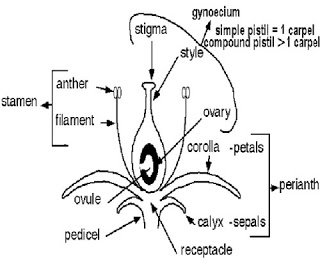 gynoecium
simple pistil = 1 carpel
compound pistil > 1 carpel
stigma
style
anther
stamen
filament
ovary
corolla -petals
perianth
ovule
calyx -sepals
pedicel
receptacle